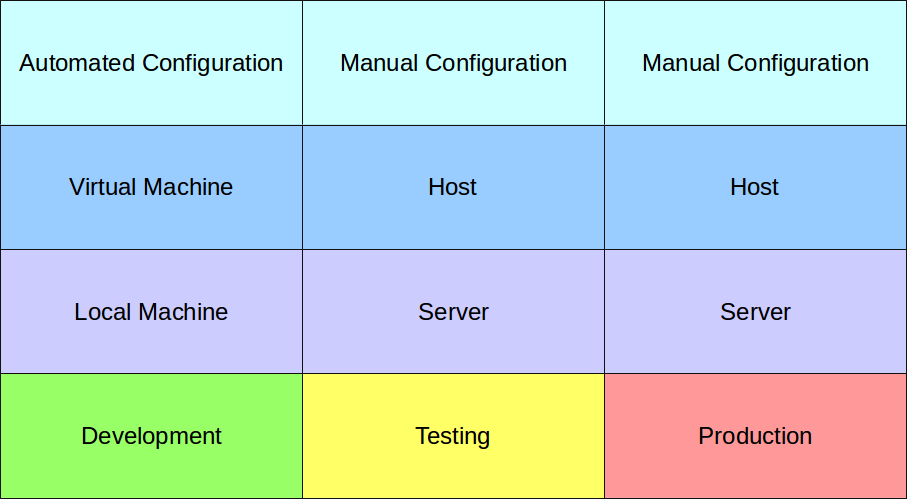 Automated Configuration
Manual Configuration
Manual Configuration
Virtual Machine
Host
Host
Local Machine
Server
Server
Development
Testing
Production